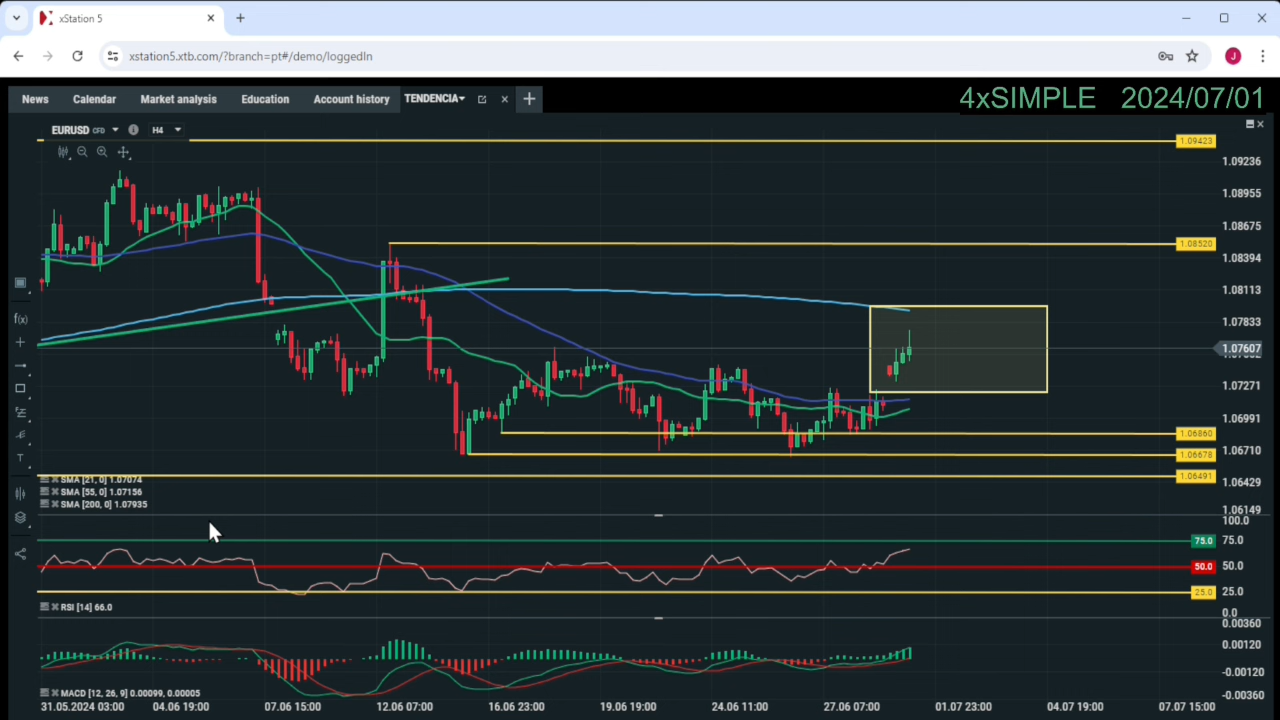 xStation 5
xstation5.xtb.com/?branch=pt#/demo/loggedIn
J
News Calendar Market analysis Education Account history TENDENCIA
4xSIMPLE 2024/07/01
EURUSD CFD H4
1.09423
1.09236
1.08955
1.08675
1.08520
1.08394
1.08113
1.07833
1.07607
1.07271
1.06991
1.06860
1.06710
1.06678
1.06491
1.06429
1.06149
f(x)
T
SMA [21, 0] 1.07074
SMA [55, 0] 1.07156
SMA [200, 0] 1.07935
100.0
75.0 75.0
50.0 50.0
25.0 25.0
0.0
RSI [14] 66.0
0.00360
0.00120
-0.00120
-0.00360
MACD [12, 26, 9] 0.00099, 0.00005
31.05.2024 03:00 04.06 19:00 07.06 15:00 12.06 07:00 16.06 23:00 19.06 19:00 24.06 11:00 27.06 07:00 01.07 23:00 04.07 19:00 07.07 15:00